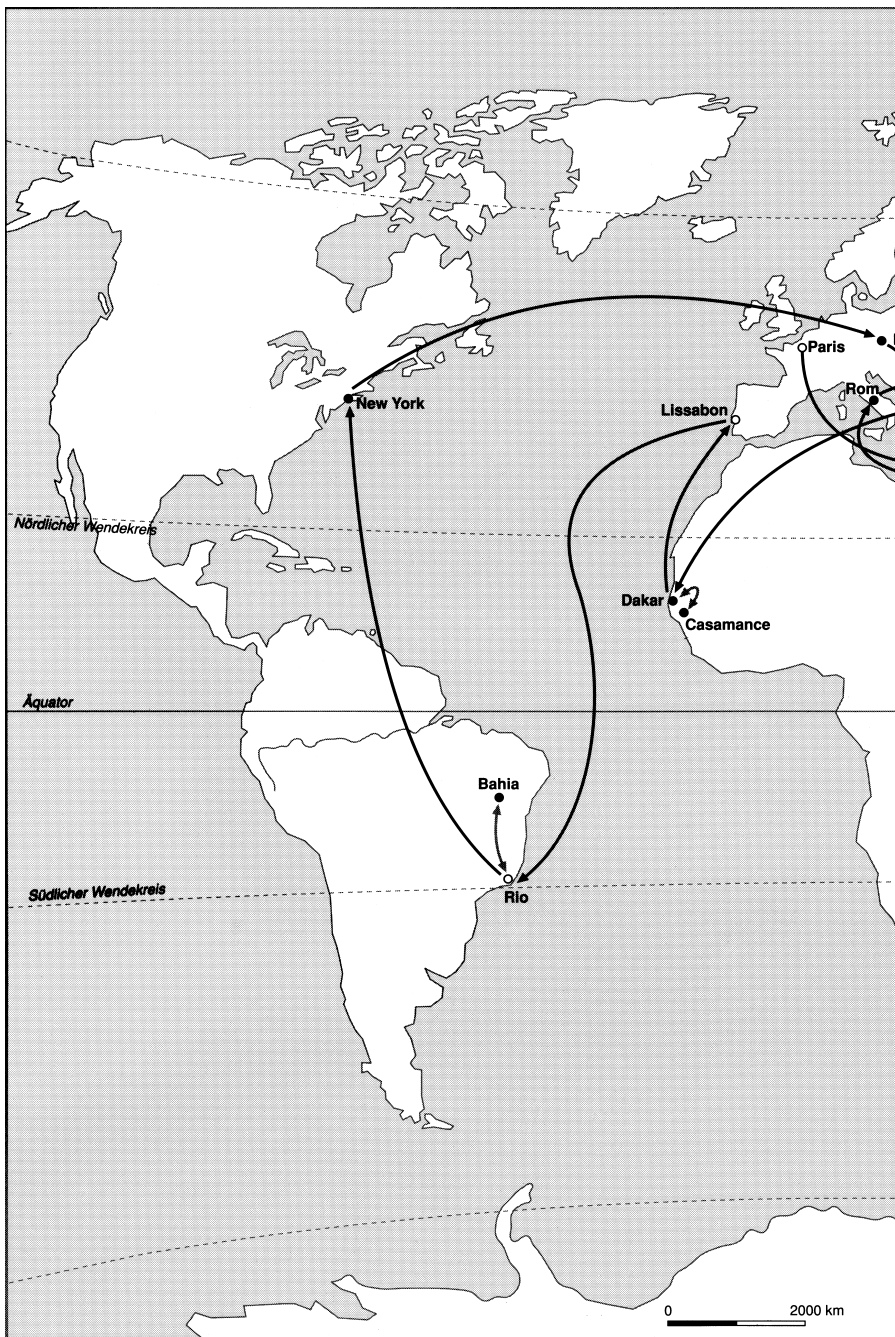 Paris
Rom
New York
Lissabon
Nördlicher Wendekreis
Dakar
Casamance
Äquator
Bahia
Südlicher Wendekreis
Rio
0 2000 km